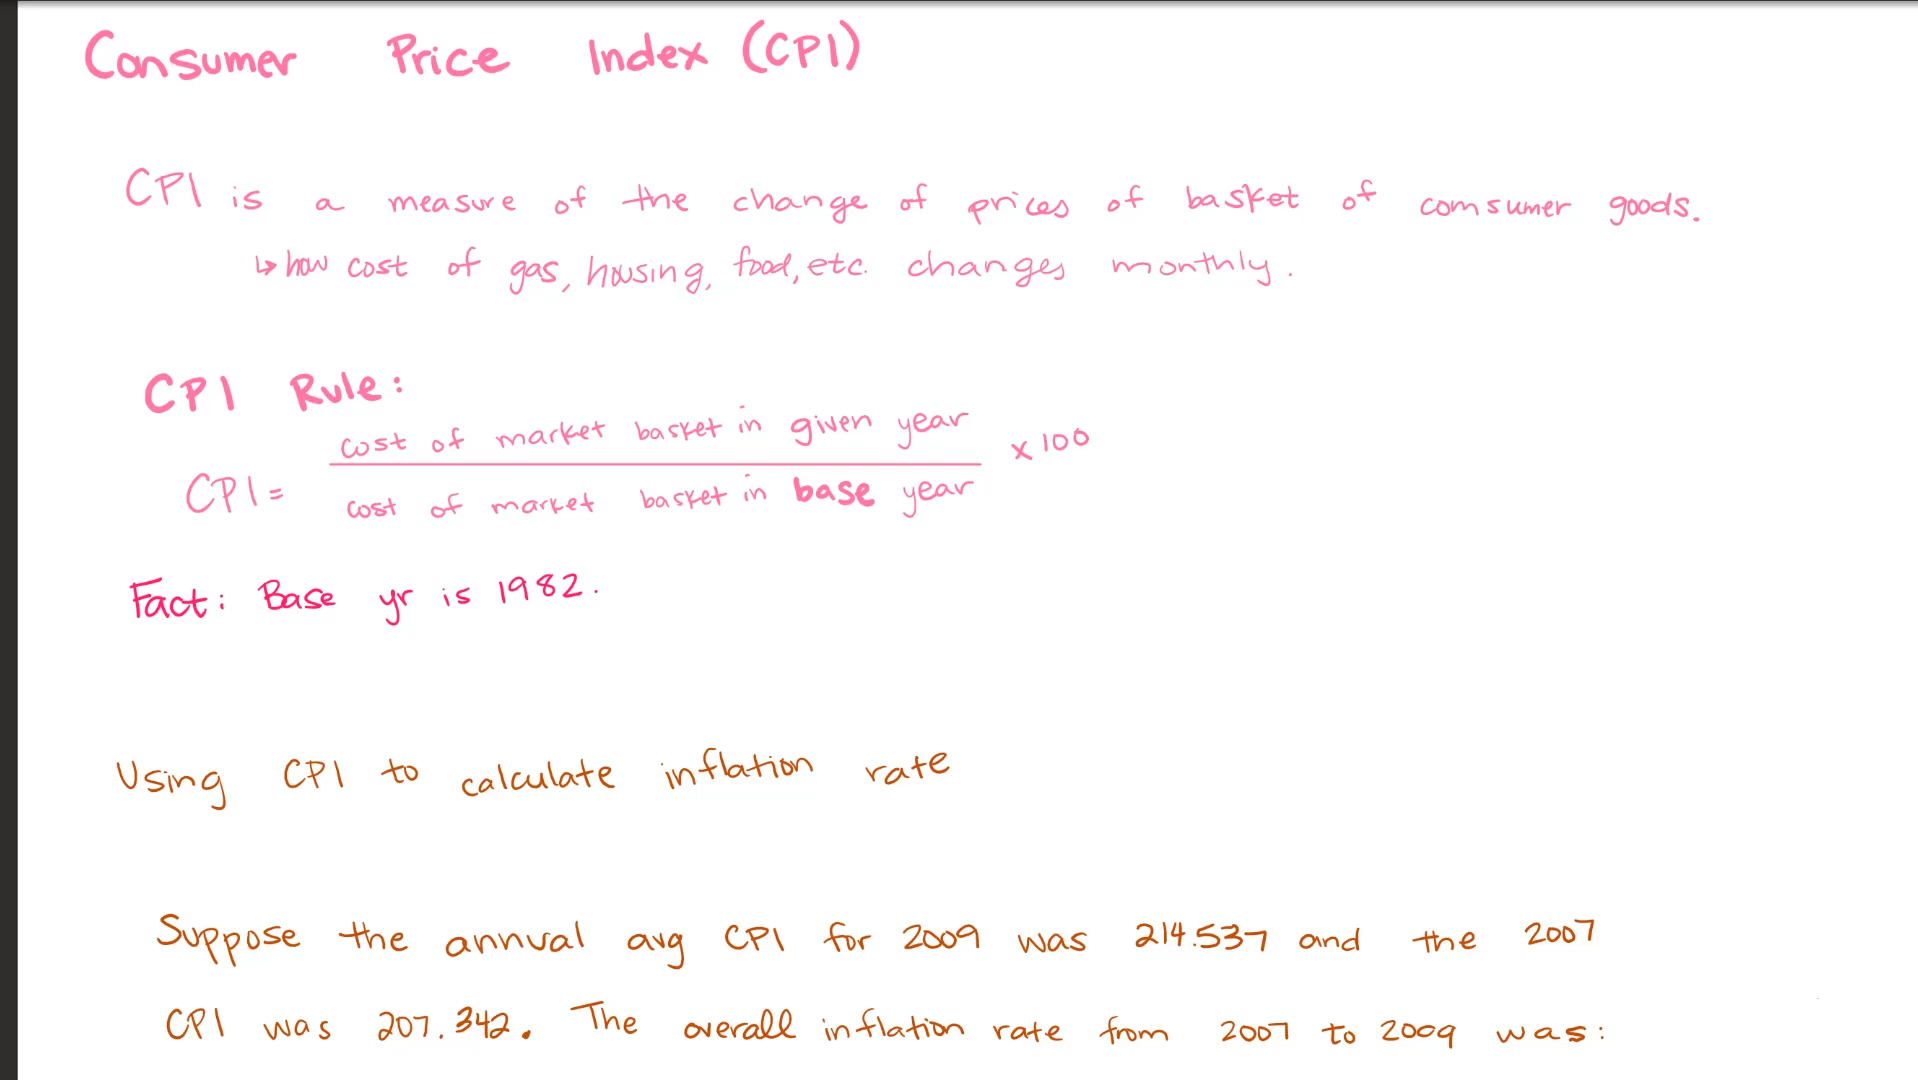 Consumer Price Index (CPI)
CPI is a measure of the change of prices of basket of comsumer goods.
↳ how cost of gas, housing, food, etc. changes monthly.
CPI Rule:
CPI = cost of market basket in given year x 100
cost of market basket in base year
Fact: Base yr is 1982.
Using CPI to calculate inflation rate
Suppose the annual avg CPI for 2009 was 214.537 and the 2007
CPI was 207.342. The overall inflation rate from 2007 to 2009 was: